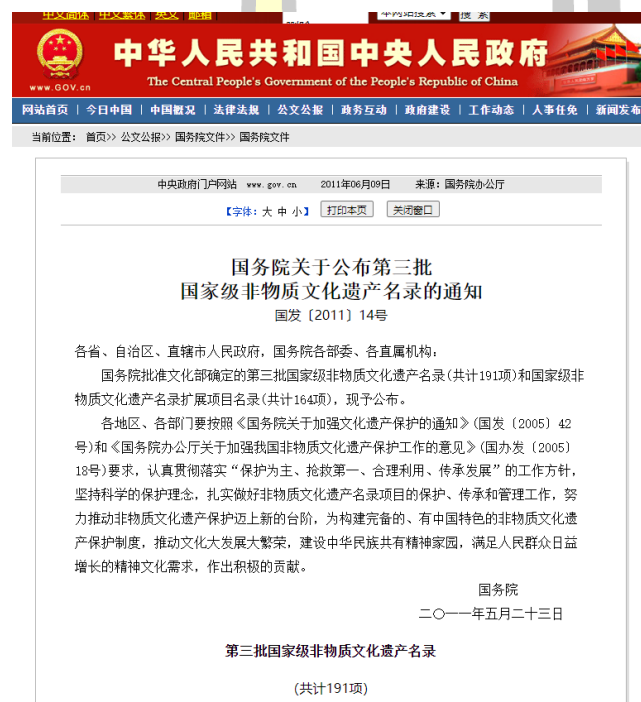 中文简体 | 中文繁体 | 英文 | 邮箱
本网站搜索 搜 索
中华人民共和国中央人民政府
www.GOV.cn
The Central People's Government of the People's Republic of China
网站首页 | 今日中国 | 中国概况 | 法律法规 | 公文公报 | 政务互动 | 政府建设 | 工作动态 | 人事任免 | 新闻发布
当前位置: 首页>> 公文公报>> 国务院文件>> 国务院文件
中央政府门户网站 www.gov.cn 2011年06月09日 来源:国务院办公厅
【字体:大 中 小】 打印本页 关闭窗口
国务院关于公布第三批
国家级非物质文化遗产名录的通知
国发〔2011〕14号
各省、自治区、直辖市人民政府,国务院各部委、各直属机构:
国务院批准文化部确定的第三批国家级非物质文化遗产名录(共计191项)和国家级非
物质文化遗产名录扩展项目名录(共计164项),现予公布。
各地区、各部门要按照《国务院关于加强文化遗产保护的通知》(国发〔2005〕42
号)和《国务院办公厅关于加强我国非物质文化遗产保护工作的意见》(国办发〔2005〕
18号)要求,认真贯彻落实“保护为主、抢救第一、合理利用、传承发展”的工作方针,
坚持科学的保护理念,扎实做好非物质文化遗产名录项目的保护、传承和管理工作,努
力推动非物质文化遗产保护迈上新的台阶,为构建完备的、有中国特色的非物质文化遗
产保护制度,推动文化大发展大繁荣,建设中华民族共有精神家园,满足人民群众日益
增长的精神文化需求,作出积极的贡献。
国务院
二〇一一年五月二十三日
第三批国家级非物质文化遗产名录
(共计191项)